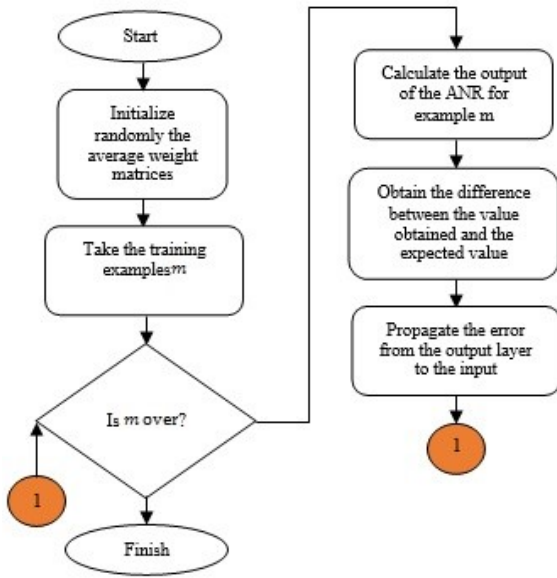 Start
Initialize
randomly the
average weight
matrices
Take the training
examples m
Is m over?
1
Finish
Calculate the output
of the ANR for
example m
Obtain the difference
between the value
obtained and the
expected value
Propagate the error
from the output layer
to the input
1